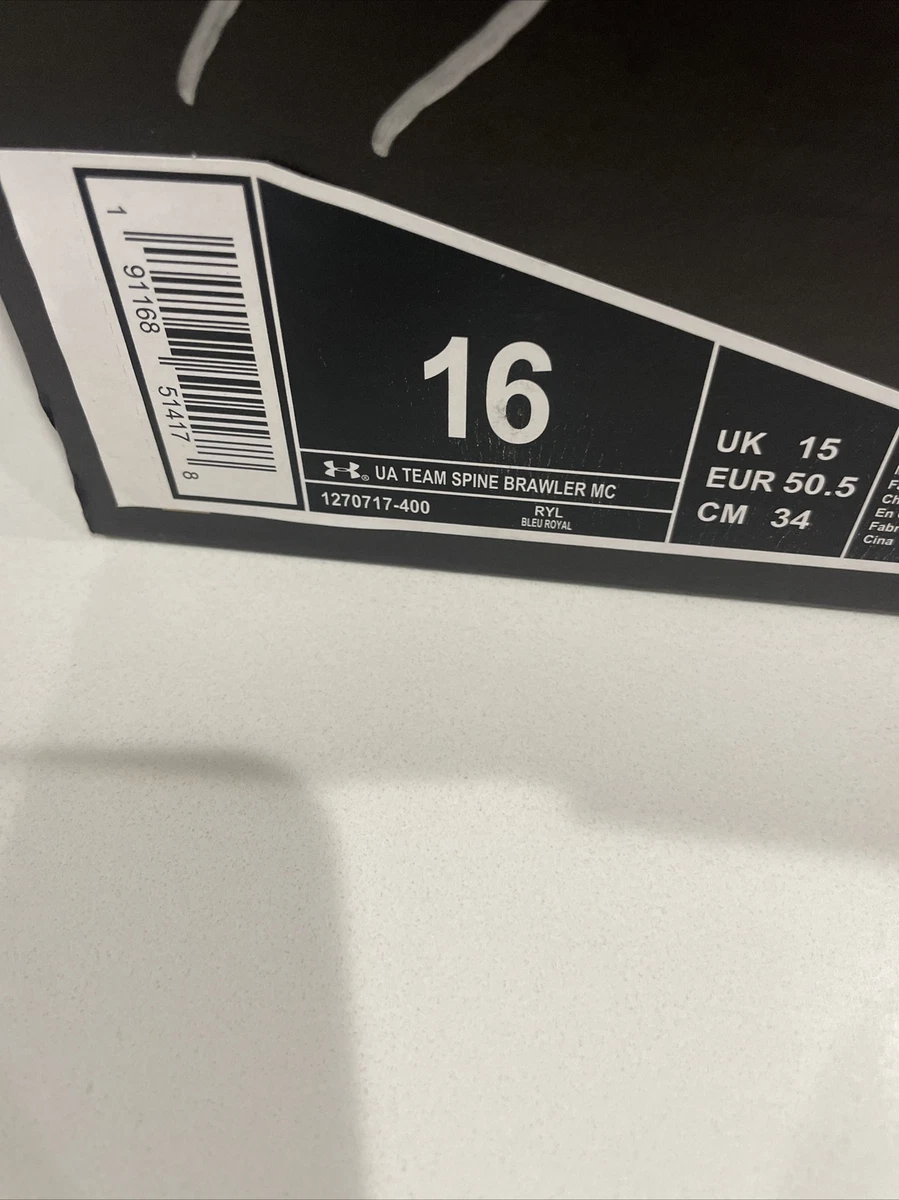 1 91168 51417 8
16
® UA TEAM SPINE BRAWLER MC
1270717-400
RYL
BLEU ROYAL
UK 15
EUR 50.5
CM 34
Cina